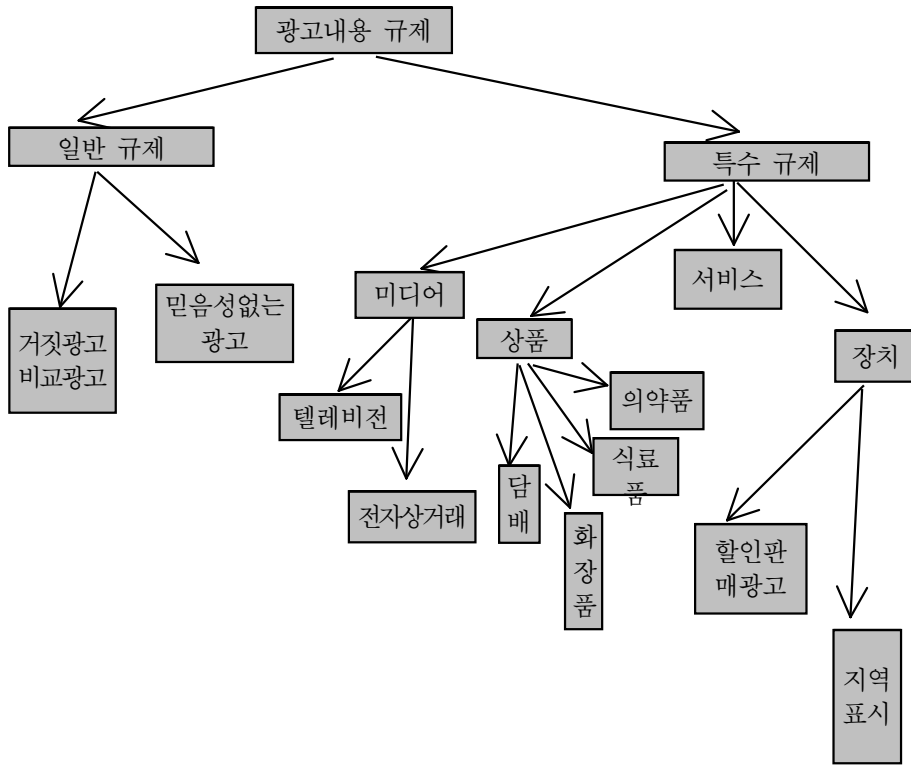 광고내용 규제
일반 규제
특수 규제
거짓광고
비교광고
믿음성없는
광고
미디어
서비스
상품
장치
텔레비전
의약품
식료
품
전자상거래
담
배
화
장
품
할인판
매광고
지역
표시